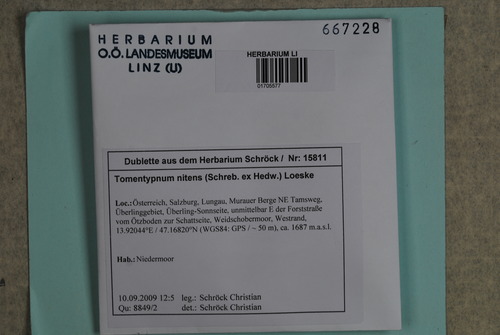 667228
HERBARIUM
O.Ö. LANDESMUSEUM
LINZ (U)
HERBARIUM LI
01705577
Dublette aus dem Herbarium Schröck / Nr: 15811
Tomentypnum nitens (Schreb. ex Hedw.) Loeske
Loc.:Österreich, Salzburg, Lungau, Murauer Berge NE Tamsweg,
Überlinggebiet, Überling-Sonnseite, unmittelbar E der Forststraße
vom Ötzboden zur Schattseite, Weidschobermoor, Westrand,
13.92044°E / 47.16820°N (WGS84: GPS / ~ 50 m), ca. 1687 m.a.s.l.
Hab.:Niedermoor
10.09.2009 12:5 leg.: Schröck Christian
Qu: 8849/2 det.: Schröck Christian